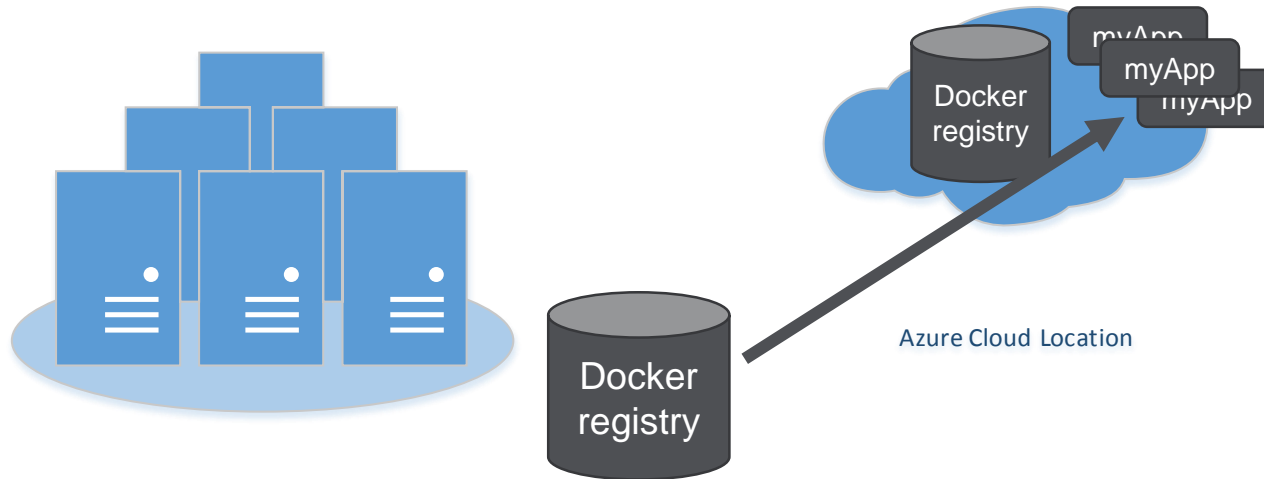 myApp
myApp
myApp
Docker
registry
Azure Cloud Location
Docker
registry